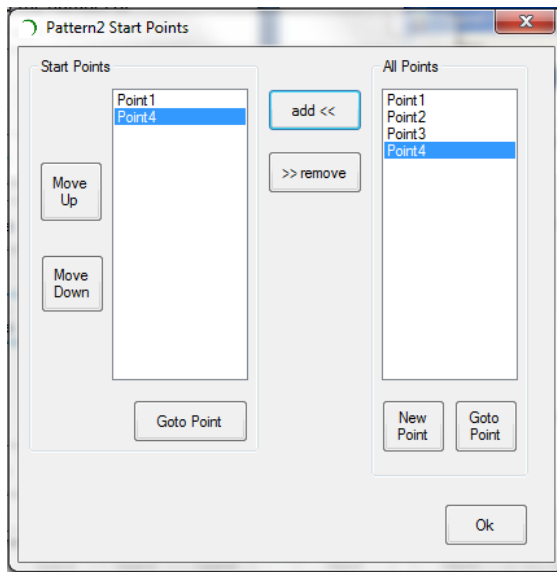 Pattern2 Start Points
Start Points
Point1
Point4
Move
Up
Move
Down
Goto Point
add <<
>> remove
All Points
Point1
Point2
Point3
Point4
New
Point
Goto
Point
Ok